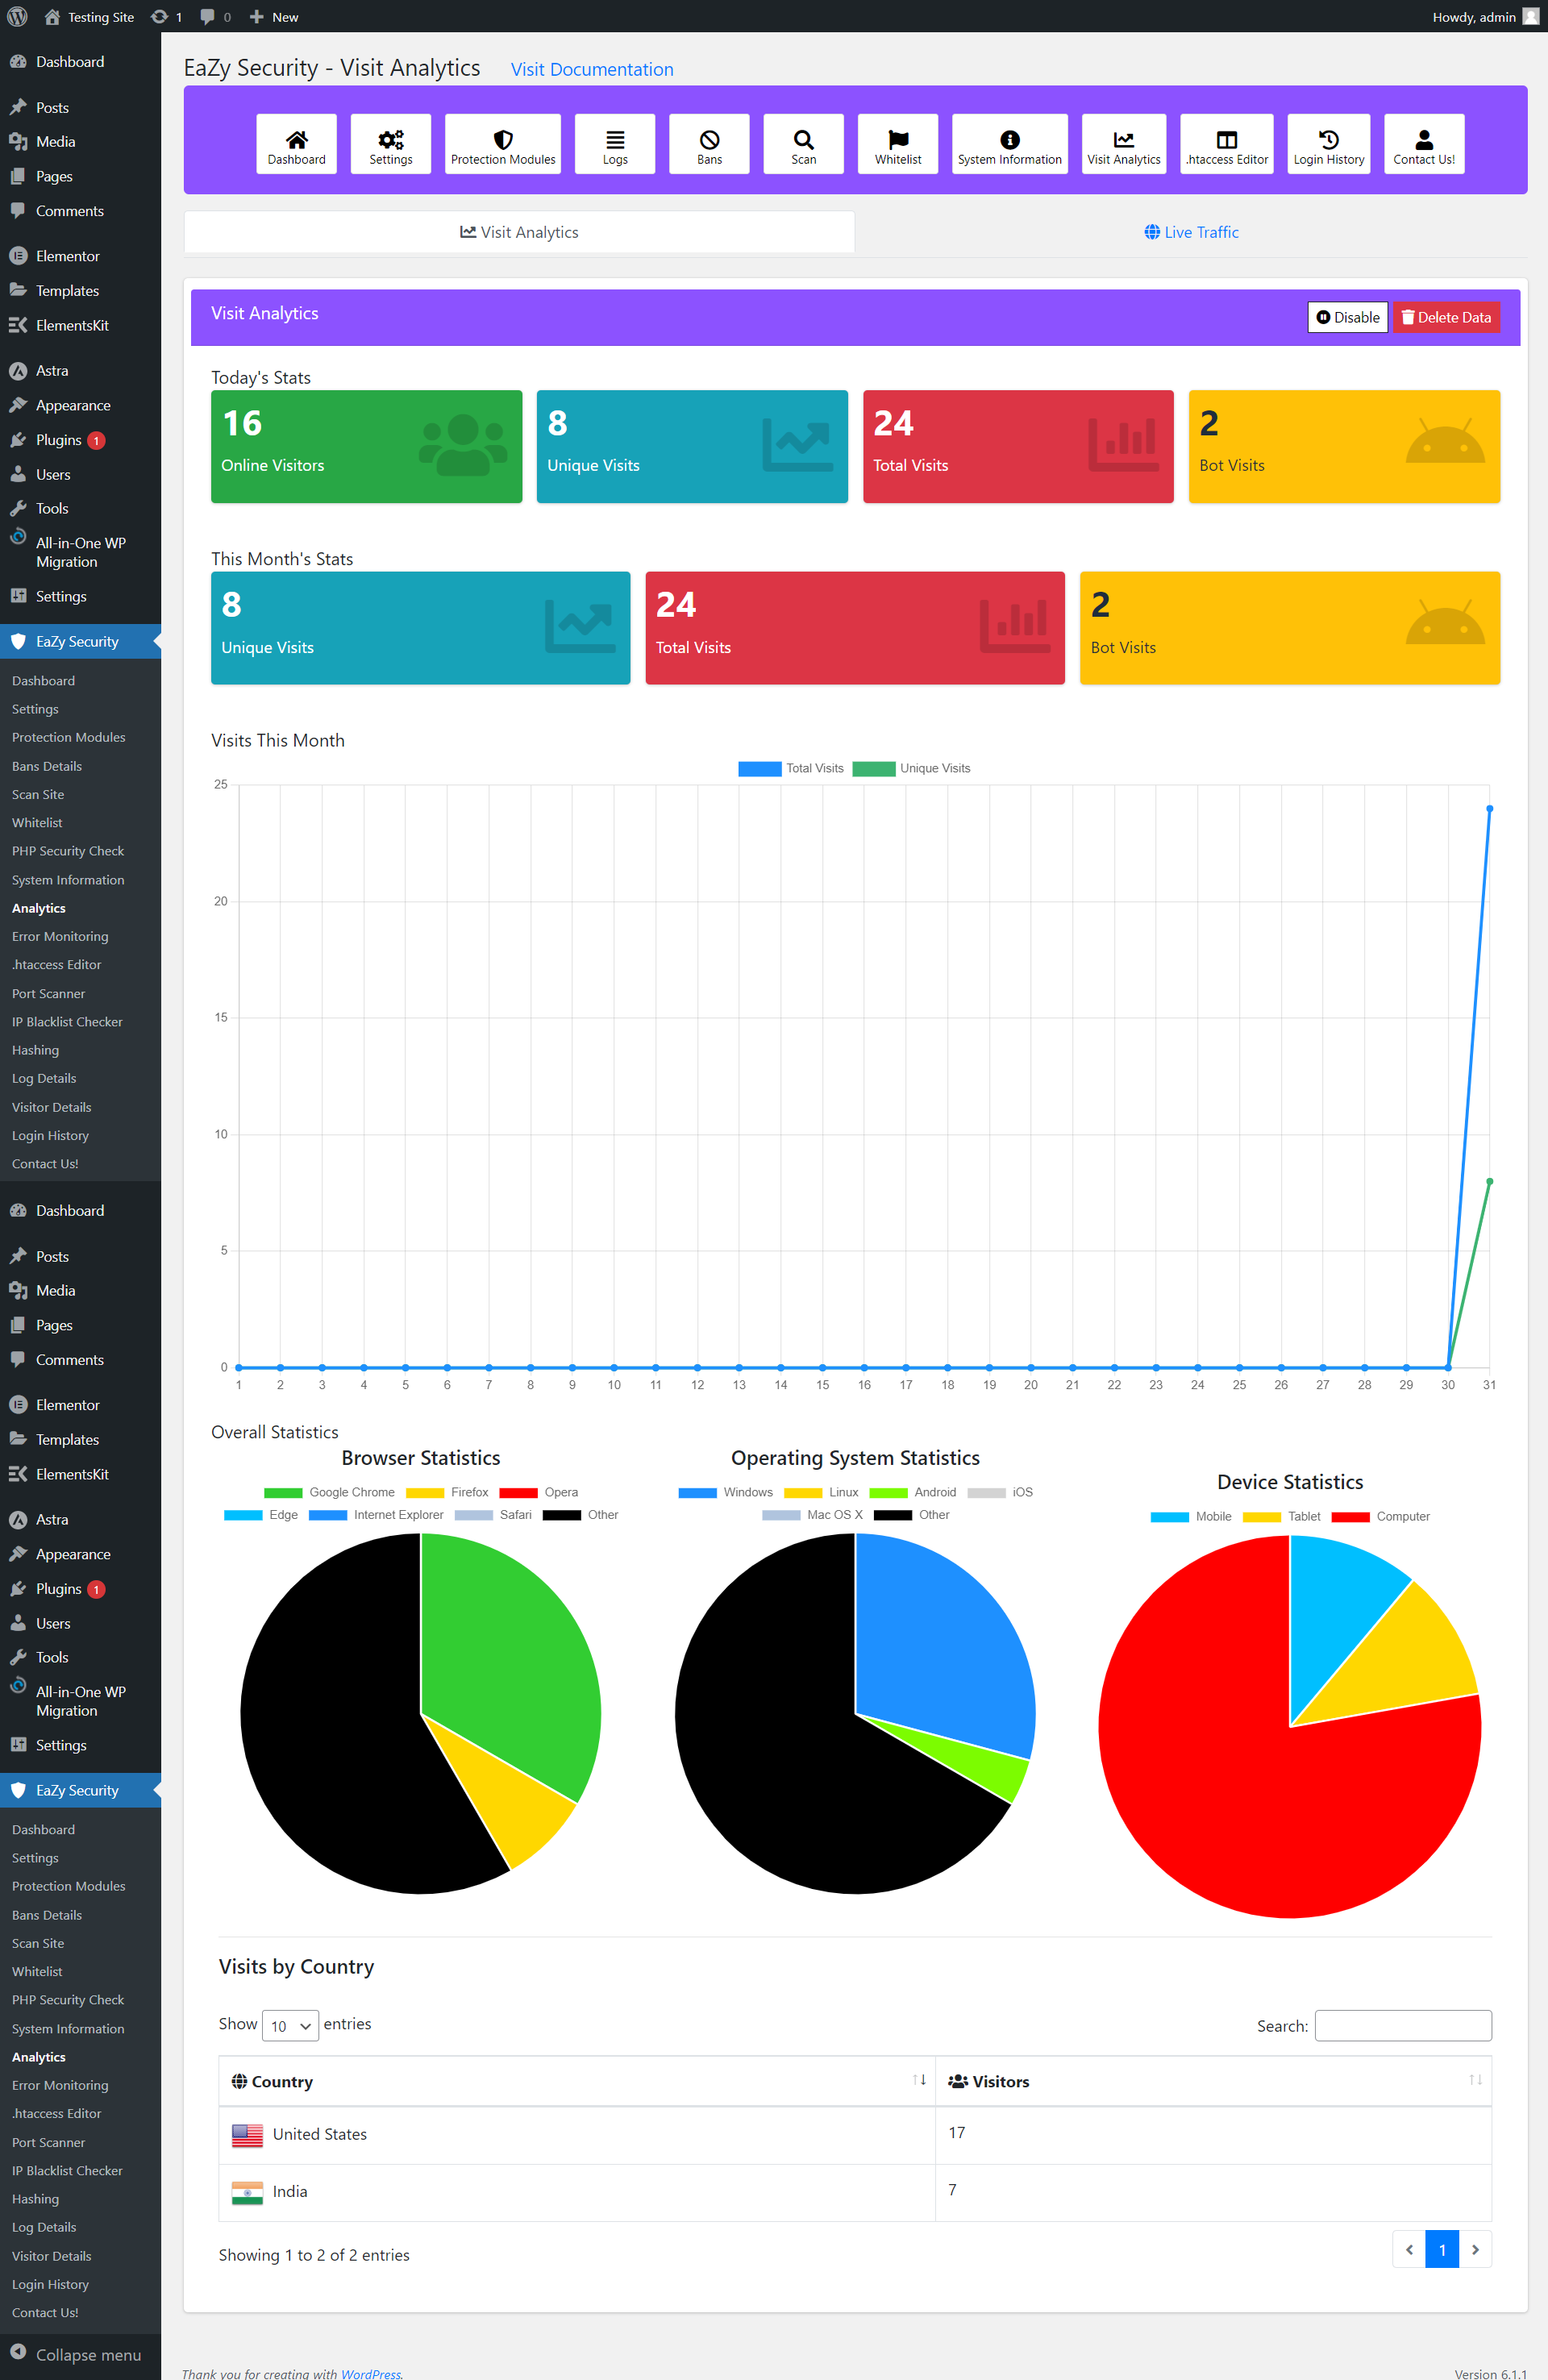 Testing Site
1
0
New
Howdy, admin
Dashboard
Posts
Media
Pages
Comments
Elementor
Templates
ElementsKit
Astra
Appearance
Plugins 1
Users
Tools
All-in-One WP
Migration
Settings
EaZy Security
Dashboard
Settings
Protection Modules
Bans Details
Scan Site
Whitelist
PHP Security Check
System Information
Analytics
Error Monitoring
.htaccess Editor
Port Scanner
IP Blacklist Checker
Hashing
Log Details
Visitor Details
Login History
Contact Us!
Dashboard
Posts
Media
Pages
Comments
Elementor
Templates
ElementsKit
Astra
Appearance
Plugins 1
Users
Tools
All-in-One WP
Migration
Settings
EaZy Security
Dashboard
Settings
Protection Modules
Bans Details
Scan Site
Whitelist
PHP Security Check
System Information
Analytics
Error Monitoring
.htaccess Editor
Port Scanner
IP Blacklist Checker
Hashing
Log Details
Visitor Details
Login History
Contact Us!
Collapse menu
EaZy Security - Visit Analytics Visit Documentation
Dashboard Settings Protection Modules Logs Bans Scan Whitelist System Information Visit Analytics .htaccess Editor Login History Contact Us!
Visit Analytics Live Traffic
Visit Analytics Disable Delete Data
Today's Stats
16 8 24 2
Online Visitors Unique Visits Total Visits Bot Visits
This Month's Stats
8 24 2
Unique Visits Total Visits Bot Visits
Visits This Month
Total Visits Unique Visits
25
20
15
10
5
0
1 2 3 4 5 6 7 8 9 10 11 12 13 14 15 16 17 18 19 20 21 22 23 24 25 26 27 28 29 30 31
Overall Statistics
Browser Statistics
Google Chrome Firefox Opera
Edge Internet Explorer Safari Other
Operating System Statistics
Windows Linux Android iOS
Mac OS X Other
Device Statistics
Mobile Tablet Computer
Visits by Country
Show 10 entries Search:
Country Visitors
United States 17
India 7
Showing 1 to 2 of 2 entries
1
Thank you for creating with WordPress. Version 6.1.1